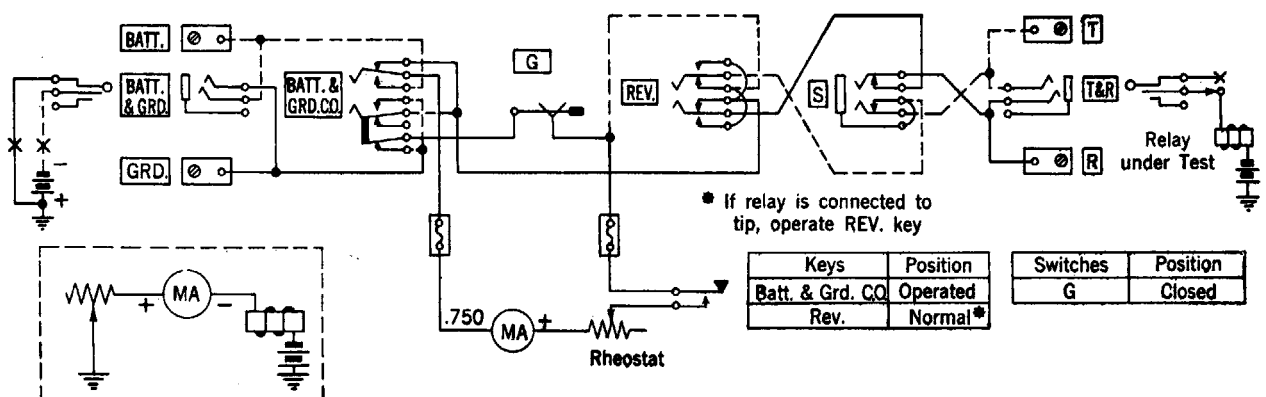 BATT.
T
G
BATT. & GRD.
BATT. & GRD.CO.
REV.
S
T&R
GRD.
R
Relay
under Test
−
+
* If relay is connected to
tip, operate REV. key
Keys Position
Batt. & Grd. C.O. Operated
Rev. Normal*
Switches Position
G Closed
+ MA −
.750 MA +
Rheostat